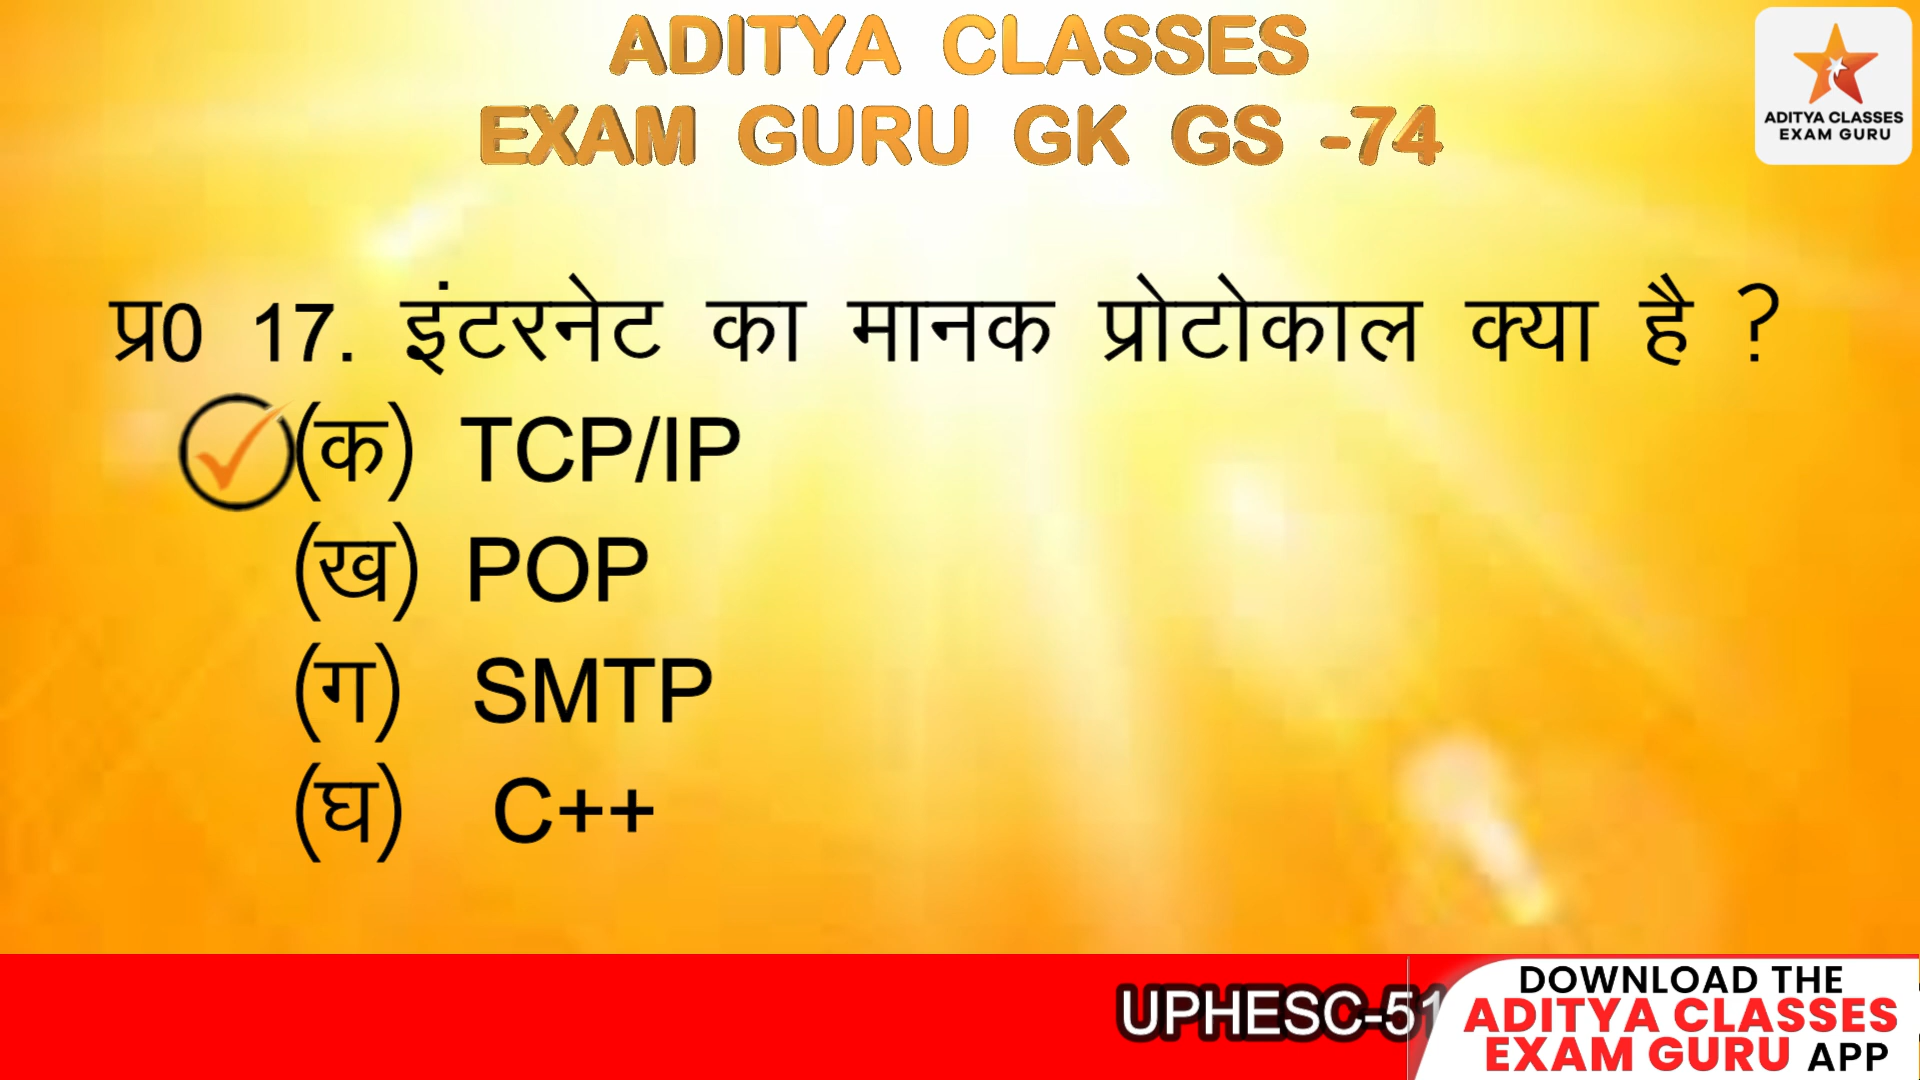 ADITYA CLASSES
EXAM GURU GK GS -74
ADITYA CLASSES
EXAM GURU
प्र0 17. इंटरनेट का मानक प्रोटोकाल क्या है ?
(क) TCP/IP
(ख) POP
(ग) SMTP
(घ) C++
UPHESC-51
DOWNLOAD THE
ADITYA CLASSES
EXAM GURU APP